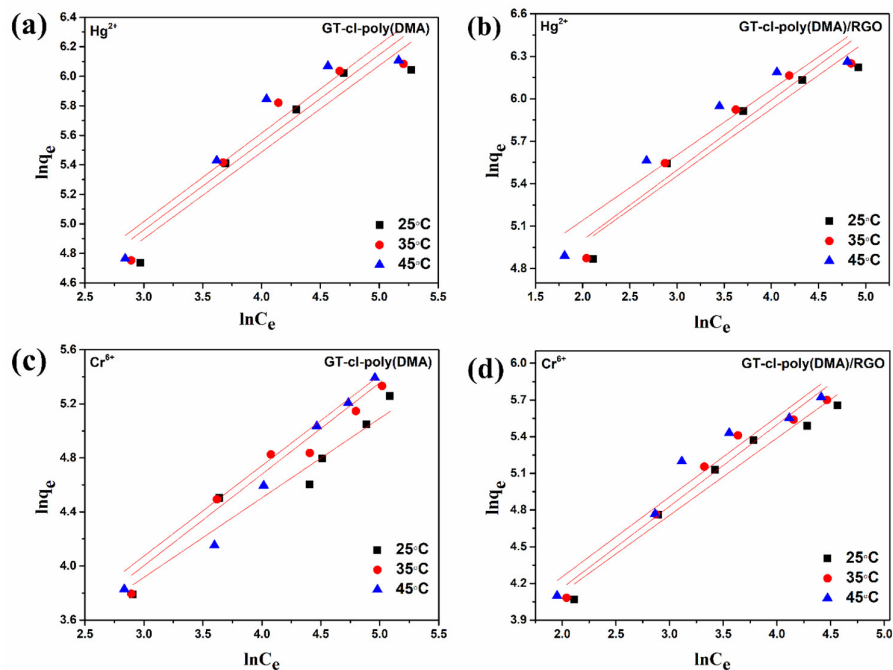 (a)
Hg2+ GT-cl-poly(DMA)
6.4
6.2
6.0
5.8
5.6
5.4
5.2
5.0
4.8
4.6
lnqe
25°C
35°C
45°C
2.5 3.0 3.5 4.0 4.5 5.0 5.5
lnCe
(b)
Hg2+ GT-cl-poly(DMA)/RGO
6.6
6.3
6.0
5.7
5.4
5.1
4.8
lnqe
25°C
35°C
45°C
1.5 2.0 2.5 3.0 3.5 4.0 4.5 5.0
lnCe
(c)
Cr6+ GT-cl-poly(DMA)
5.6
5.2
4.8
4.4
4.0
3.6
lnqe
25°C
35°C
45°C
2.5 3.0 3.5 4.0 4.5 5.0 5.5
lnCe
(d)
Cr6+ GT-cl-poly(DMA)/RGO
6.0
5.7
5.4
5.1
4.8
4.5
4.2
3.9
lnqe
25°C
35°C
45°C
2.0 2.5 3.0 3.5 4.0 4.5 5.0
lnCe